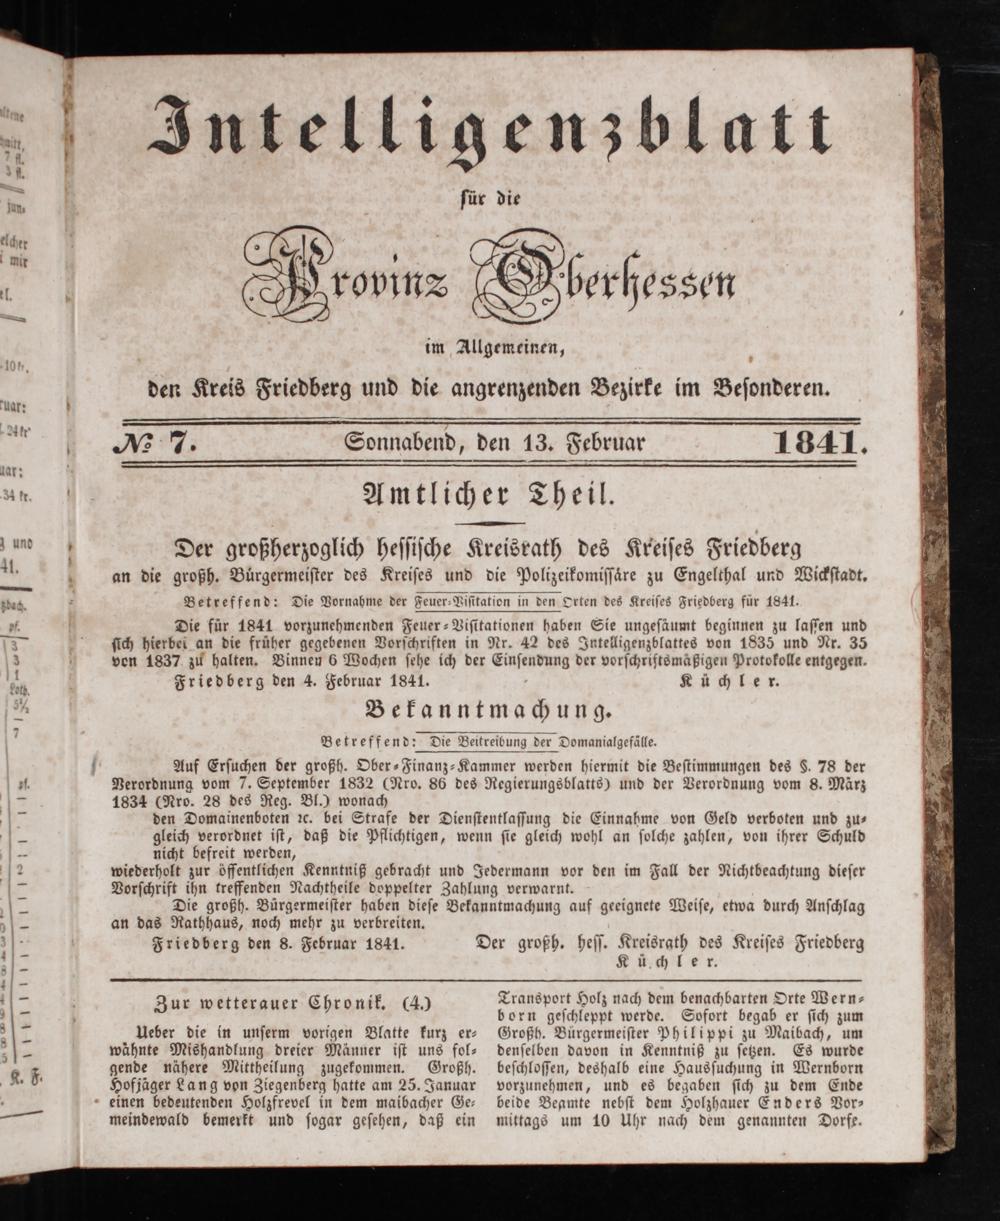 Intelligenzblatt
für die
Provinz Oberhessen
im Allgemeinen,
den Kreis Friedberg und die angrenzenden Bezirke im Besonderen.
№ 7. Sonnabend, den 13. Februar 1841.
Amtlicher Theil.
Der großherzoglich hessische Kreisrath des Kreises Friedberg
an die großh. Bürgermeister des Kreises und die Polizeikomissäre zu Engelthal und Wickstadt.
Betreffend: Die Vornahme der Feuer-Visitation in den Orten des Kreises Friedberg für 1841.
Die für 1841 vorzunehmenden Feuer-Visitationen haben Sie ungesäumt beginnen zu lassen und
sich hierbei an die früher gegebenen Vorschriften in Nr. 42 des Intelligenzblattes von 1835 und Nr. 35
von 1837 zu halten. Binnen 6 Wochen sehe ich der Einsendung der vorschriftsmäßigen Protokolle entgegen.
Friedberg den 4. Februar 1841. Küchler.
Bekanntmachung.
Betreffend: Die Beitreibung der Domanialgefälle.
Auf Ersuchen der großh. Ober-Finanz-Kammer werden hiermit die Bestimmungen des §. 78 der
Verordnung vom 7. September 1832 (Nro. 86 des Regierungsblatts) und der Verordnung vom 8. März
1834 (Nro. 28 des Reg. Bl.) wonach
den Domainenboten ꝛc. bei Strafe der Dienstentlassung die Einnahme von Geld verboten und zu-
gleich verordnet ist, daß die Pflichtigen, wenn sie gleich wohl an solche zahlen, von ihrer Schuld
nicht befreit werden,
wiederholt zur öffentlichen Kenntniß gebracht und Jedermann vor den im Fall der Nichtbeachtung dieser
Vorschrift ihn treffenden Nachtheile doppelter Zahlung verwarnt.
Die großh. Bürgermeister haben diese Bekanntmachung auf geeignete Weise, etwa durch Anschlag
an das Rathhaus, noch mehr zu verbreiten.
Friedberg den 8. Februar 1841. Der großh. hess. Kreisrath des Kreises Friedberg
Küchler.
Zur wetterauer Chronik. (4.)
Ueber die in unserm vorigen Blatte kurz er-
wähnte Mishandlung dreier Männer ist uns fol-
gende nähere Mittheilung zugekommen. Großh.
Hofjäger Lang von Ziegenberg hatte am 25. Januar
einen bedeutenden Holzfrevel in dem maibacher Ge-
meindewald bemerkt und sogar gesehen, daß ein
Transport Holz nach dem benachbarten Orte Wern-
born geschleppt werde. Sofort begab er sich zum
Großh. Bürgermeister Philippi zu Maibach, um
denselben davon in Kenntniß zu setzen. Es wurde
beschlossen, deshalb eine Haussuchung in Wernborn
vorzunehmen, und es begaben sich zu dem Ende
beide Beamte nebst dem Holzhauer Enders Vor-
mittags um 10 Uhr nach dem genannten Dorfe.